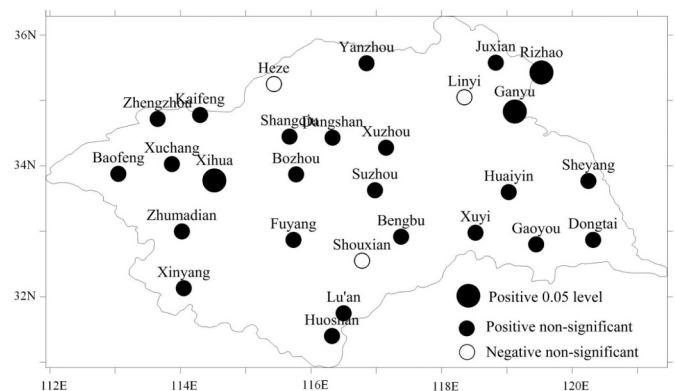 36N
Yanzhou
Juxian
Rizhao
Heze
Linyi
Zhengzhou
Kaifeng
Ganyu
Shangqiu
Dangshan
Xuzhou
34N
Baofeng
Xuchang
Xihua
Bozhou
Suzhou
Huaiyin
Sheyang
Zhumadian
Fuyang
Bengbu
Xuyi
Gaoyou
Dongtai
Shouxian
Xinyang
32N
Lu'an
Huoshan
Positive 0.05 level
Positive non-significant
Negative non-significant
112E 114E 116E 118E 120E